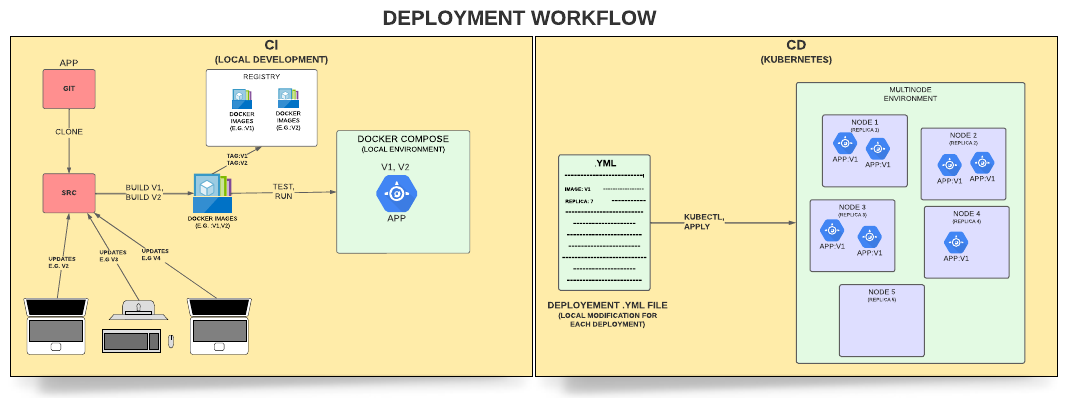 DEPLOYMENT WORKFLOW
CI
(LOCAL DEVELOPMENT)
APP
GIT
CLONE
SRC
BUILD V1,
BUILD V2
UPDATES
E.G. V2
UPDATES
E.G V3
UPDATES
E.G V4
REGISTRY
DOCKER
IMAGES
(E.G :V1)
DOCKER
IMAGES
(E.G. :V2)
TAG:V1
TAG:V2
DOCKER IMAGES
(E.G. :V1,V2)
TEST,
RUN
DOCKER COMPOSE
(LOCAL ENVIRONMENT)
V1, V2
APP
CD
(KUBERNETES)
.YML
IMAGE: V1
REPLICA: 7
DEPLOYEMENT .YML FILE
(LOCAL MODIFICATION FOR
EACH DEPLOYMENT)
KUBECTL,
APPLY
MULTINODE
ENVIRONMENT
NODE 1
(REPLICA 1)
APP:V1
APP:V1
NODE 2
(REPLICA 2)
APP:V1
APP:V1
NODE 3
(REPLICA 3)
APP:V1
APP:V1
NODE 4
(REPLICA 4)
APP:V1
NODE 5
(REPLICA 5)